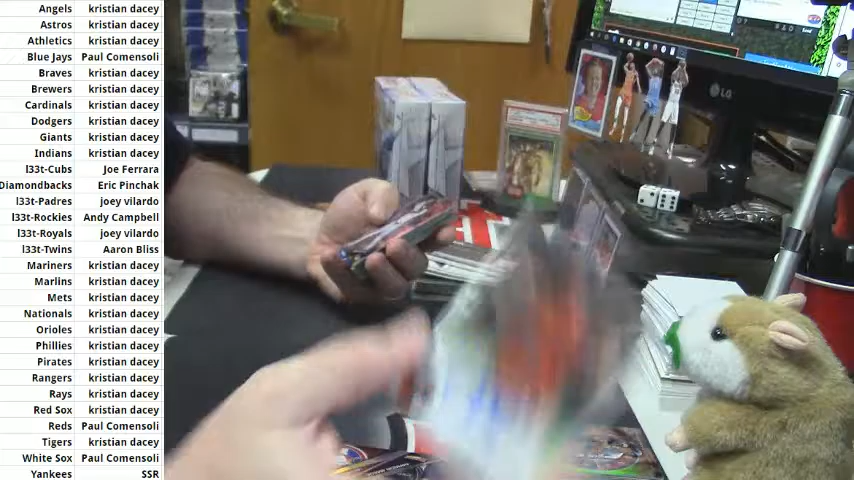 Angels kristian dacey
Astros kristian dacey
Athletics kristian dacey
Blue Jays Paul Comensoli
Braves kristian dacey
Brewers kristian dacey
Cardinals kristian dacey
Dodgers kristian dacey
Giants kristian dacey
Indians kristian dacey
l33t-Cubs Joe Ferrara
Diamondbacks Eric Pinchak
l33t-Padres joey vilardo
l33t-Rockies Andy Campbell
l33t-Royals joey vilardo
l33t-Twins Aaron Bliss
Mariners kristian dacey
Marlins kristian dacey
Mets kristian dacey
Nationals kristian dacey
Orioles kristian dacey
Phillies kristian dacey
Pirates kristian dacey
Rangers kristian dacey
Rays kristian dacey
Red Sox kristian dacey
Reds Paul Comensoli
Tigers kristian dacey
White Sox Paul Comensoli
Yankees SSR
LG